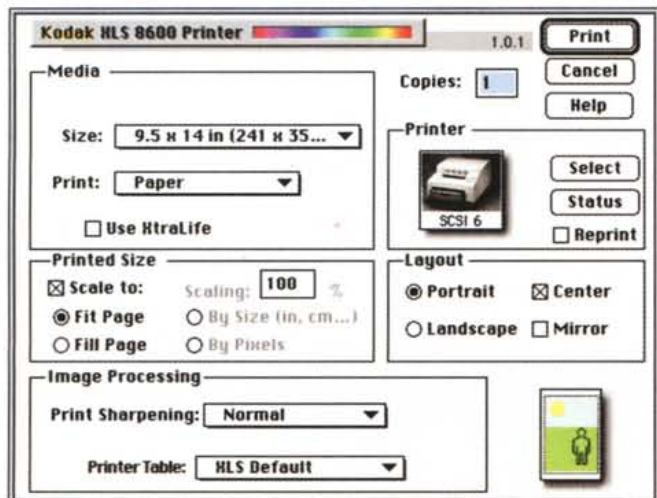 Kodak XLS 8600 Printer
1.0.1
Print
Cancel
Help
Media
Copies: 1
Size: 9.5 x 14 in (241 x 35...
Print: Paper
Use XtraLife
Printer
SCSI 6
Select
Status
Reprint
Printed Size
Scale to:
Scaling: 100 %
Fit Page
By Size (in, cm...)
Fill Page
By Pixels
Layout
Portrait
Center
Landscape
Mirror
Image Processing
Print Sharpening: Normal
Printer Table: XLS Default